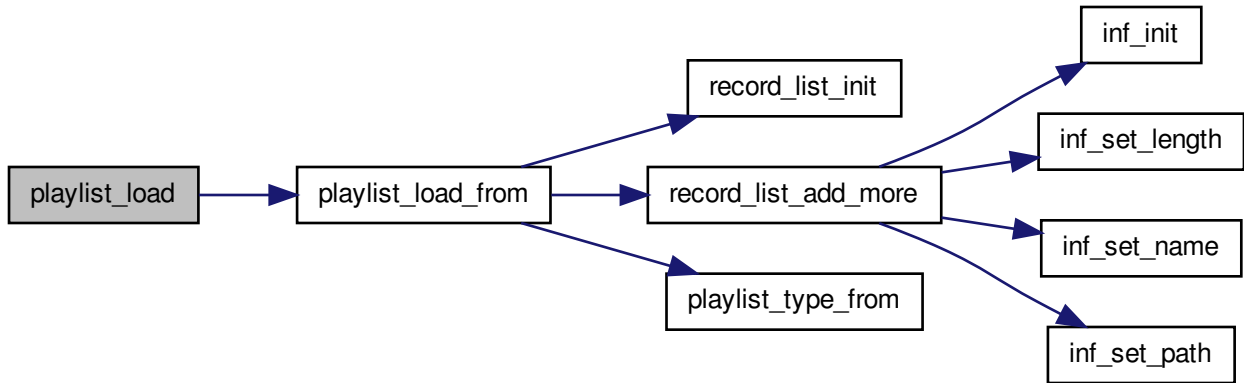 playlist_load
playlist_load_from
record_list_init
record_list_add_more
playlist_type_from
inf_init
inf_set_length
inf_set_name
inf_set_path